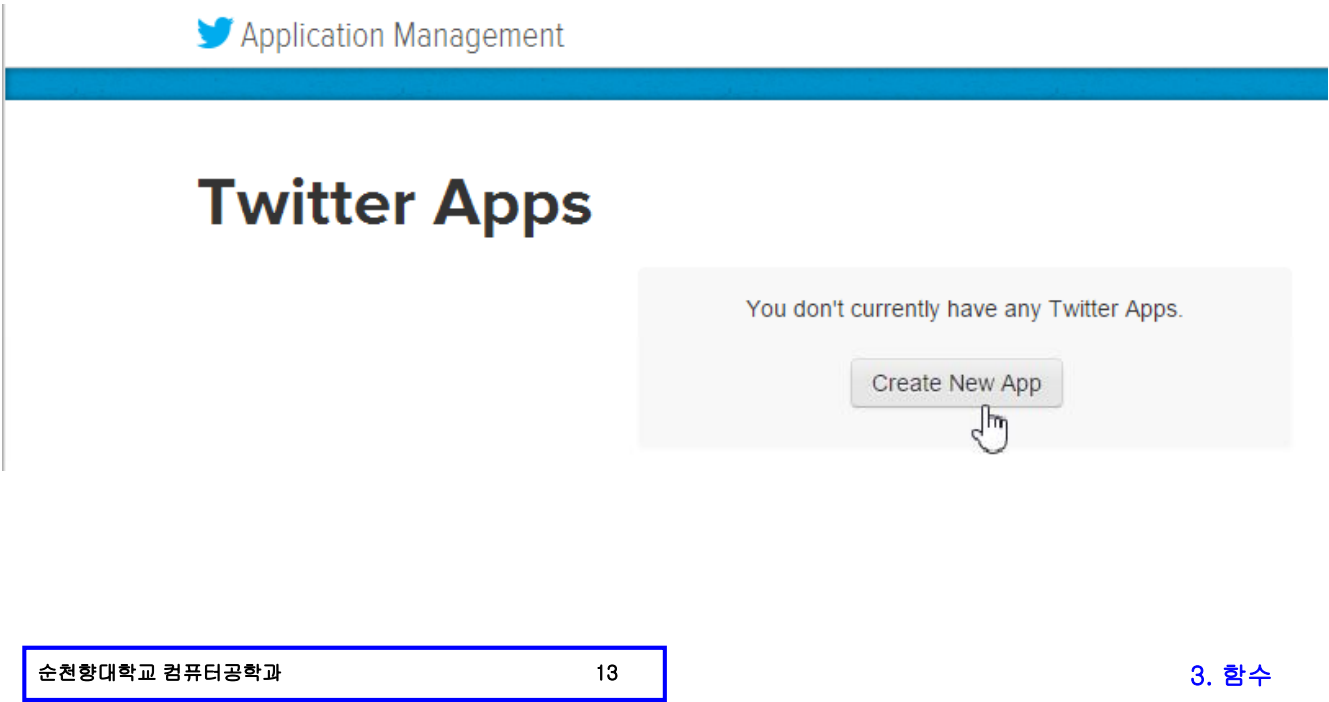 Application Management
Twitter Apps
You don't currently have any Twitter Apps.
Create New App
순천향대학교 컴퓨터공학과 13
3. 함수